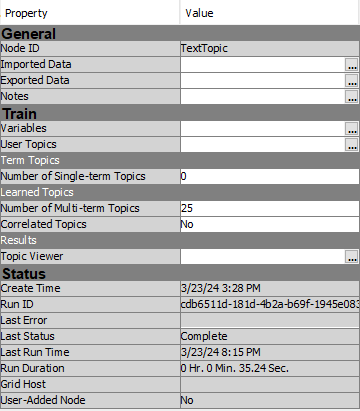 Property Value
General
Node ID TextTopic
Imported Data ...
Exported Data ...
Notes ...
Train
Variables ...
User Topics ...
Term Topics
Number of Single-term Topics 0
Learned Topics
Number of Multi-term Topics 25
Correlated Topics No
Results
Topic Viewer ...
Status
Create Time 3/23/24 3:28 PM
Run ID cdb6511d-181d-4b2a-b69f-1945e083
Last Error
Last Status Complete
Last Run Time 3/23/24 8:15 PM
Run Duration 0 Hr. 0 Min. 35.24 Sec.
Grid Host
User-Added Node No